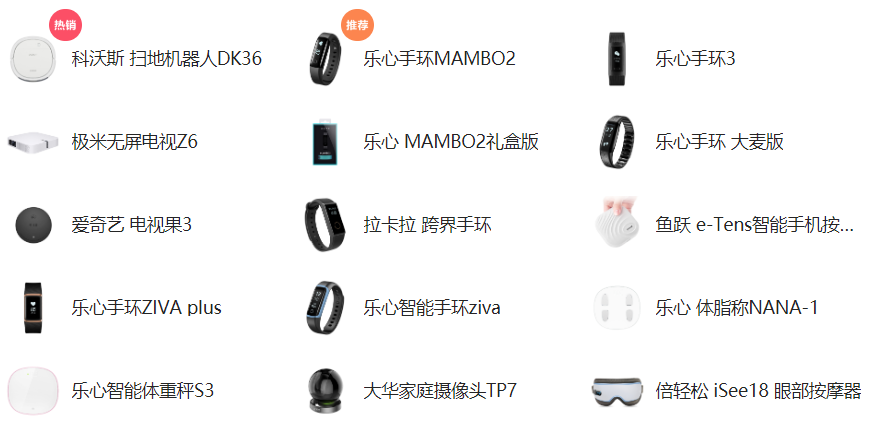 热销
科沃斯 扫地机器人DK36
推荐
乐心手环MAMBO2
乐心手环3
极米无屏电视Z6
乐心 MAMBO2礼盒版
乐心手环 大麦版
爱奇艺 电视果3
拉卡拉 跨界手环
鱼跃 e-Tens智能手机按...
乐心手环ZIVA plus
乐心智能手环ziva
乐心 体脂称NANA-1
乐心智能体重秤S3
大华家庭摄像头TP7
倍轻松 iSee18 眼部按摩器